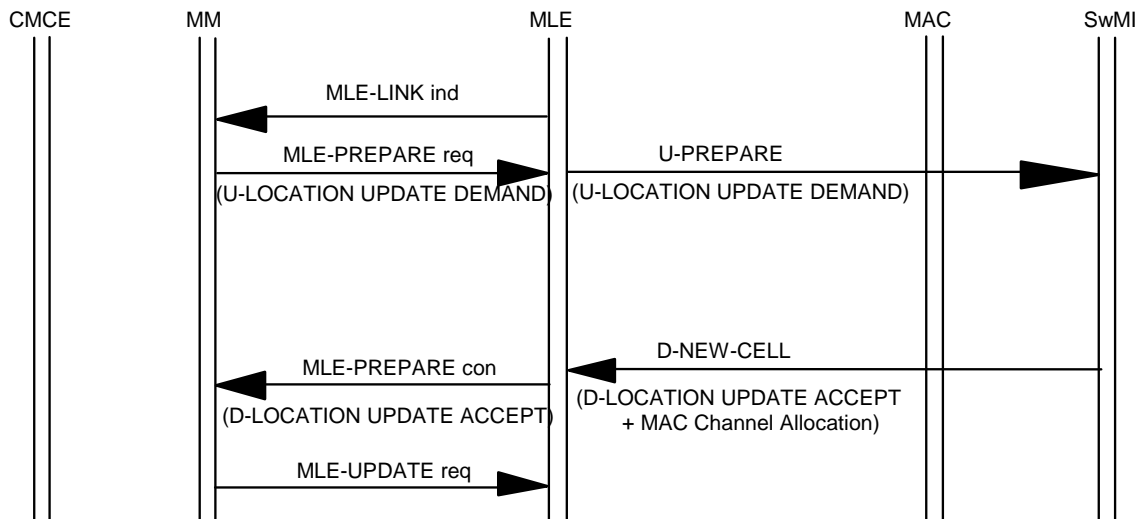 CMCE MM MLE MAC SwMI
MLE-LINK ind
MLE-PREPARE req U-PREPARE
(U-LOCATION UPDATE DEMAND) (U-LOCATION UPDATE DEMAND)
D-NEW-CELL
MLE-PREPARE con
(D-LOCATION UPDATE ACCEPT) (D-LOCATION UPDATE ACCEPT
+ MAC Channel Allocation)
MLE-UPDATE req